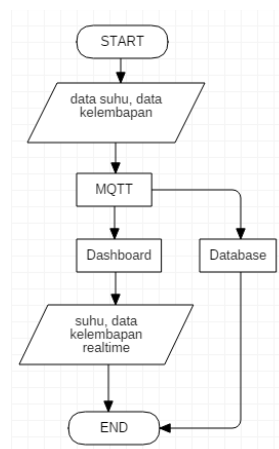 START
data suhu, data
kelembapan
MQTT
Dashboard
Database
suhu, data
kelembapan
realtime
END